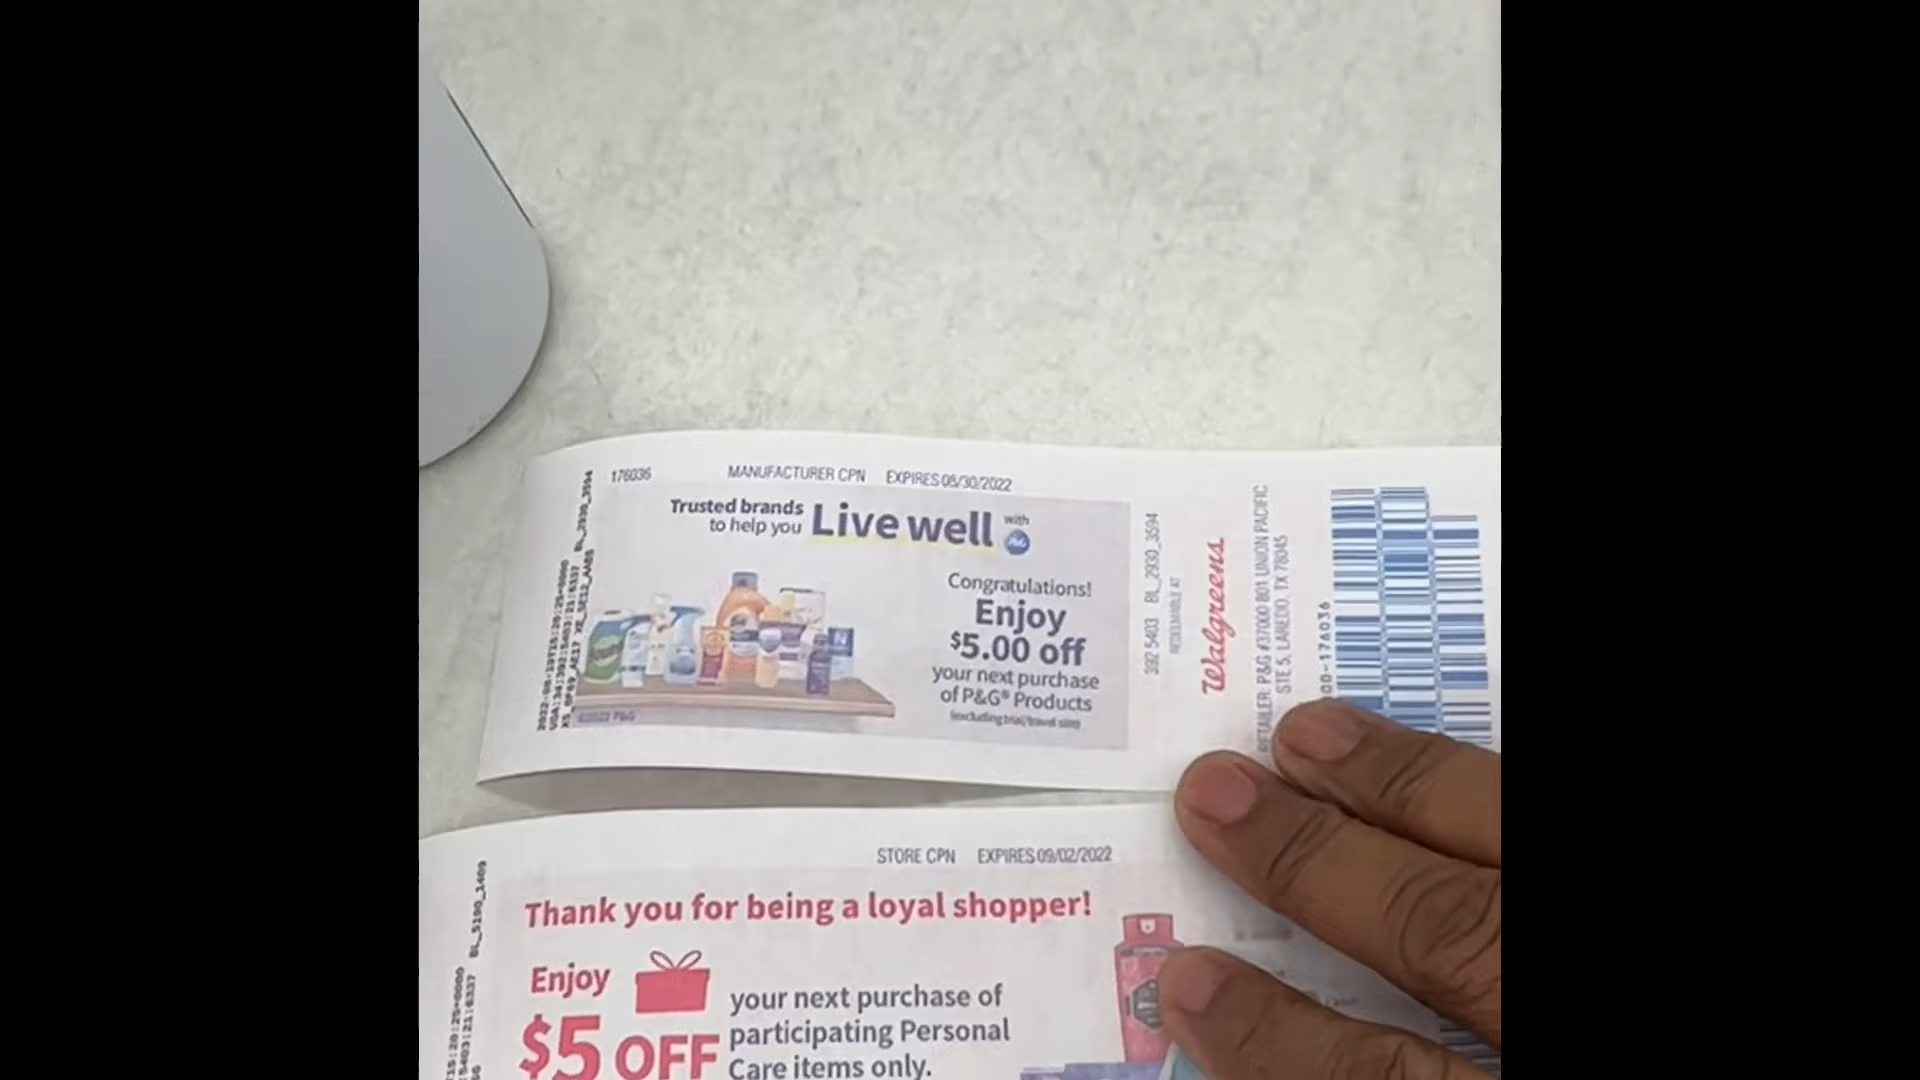 176036 MANUFACTURER CPN EXPIRES 08/30/2022
Trusted brands
to help you Live well with
P&G
Congratulations!
Enjoy
$5.00 off
your next purchase
of P&G® Products
(excluding trial/travel size)
©2022 P&G
392 5403 BL_2930_3594
REDEEMABLE AT
Walgreens
RETAILER: P&G #37000 801 UNION PACIFIC
STE 5, LAREDO, TX 78045
00-176036
STORE CPN EXPIRES 09/02/2022
Thank you for being a loyal shopper!
Enjoy
$5 OFF
your next purchase of
participating Personal
Care items only.
BL_5190_1409